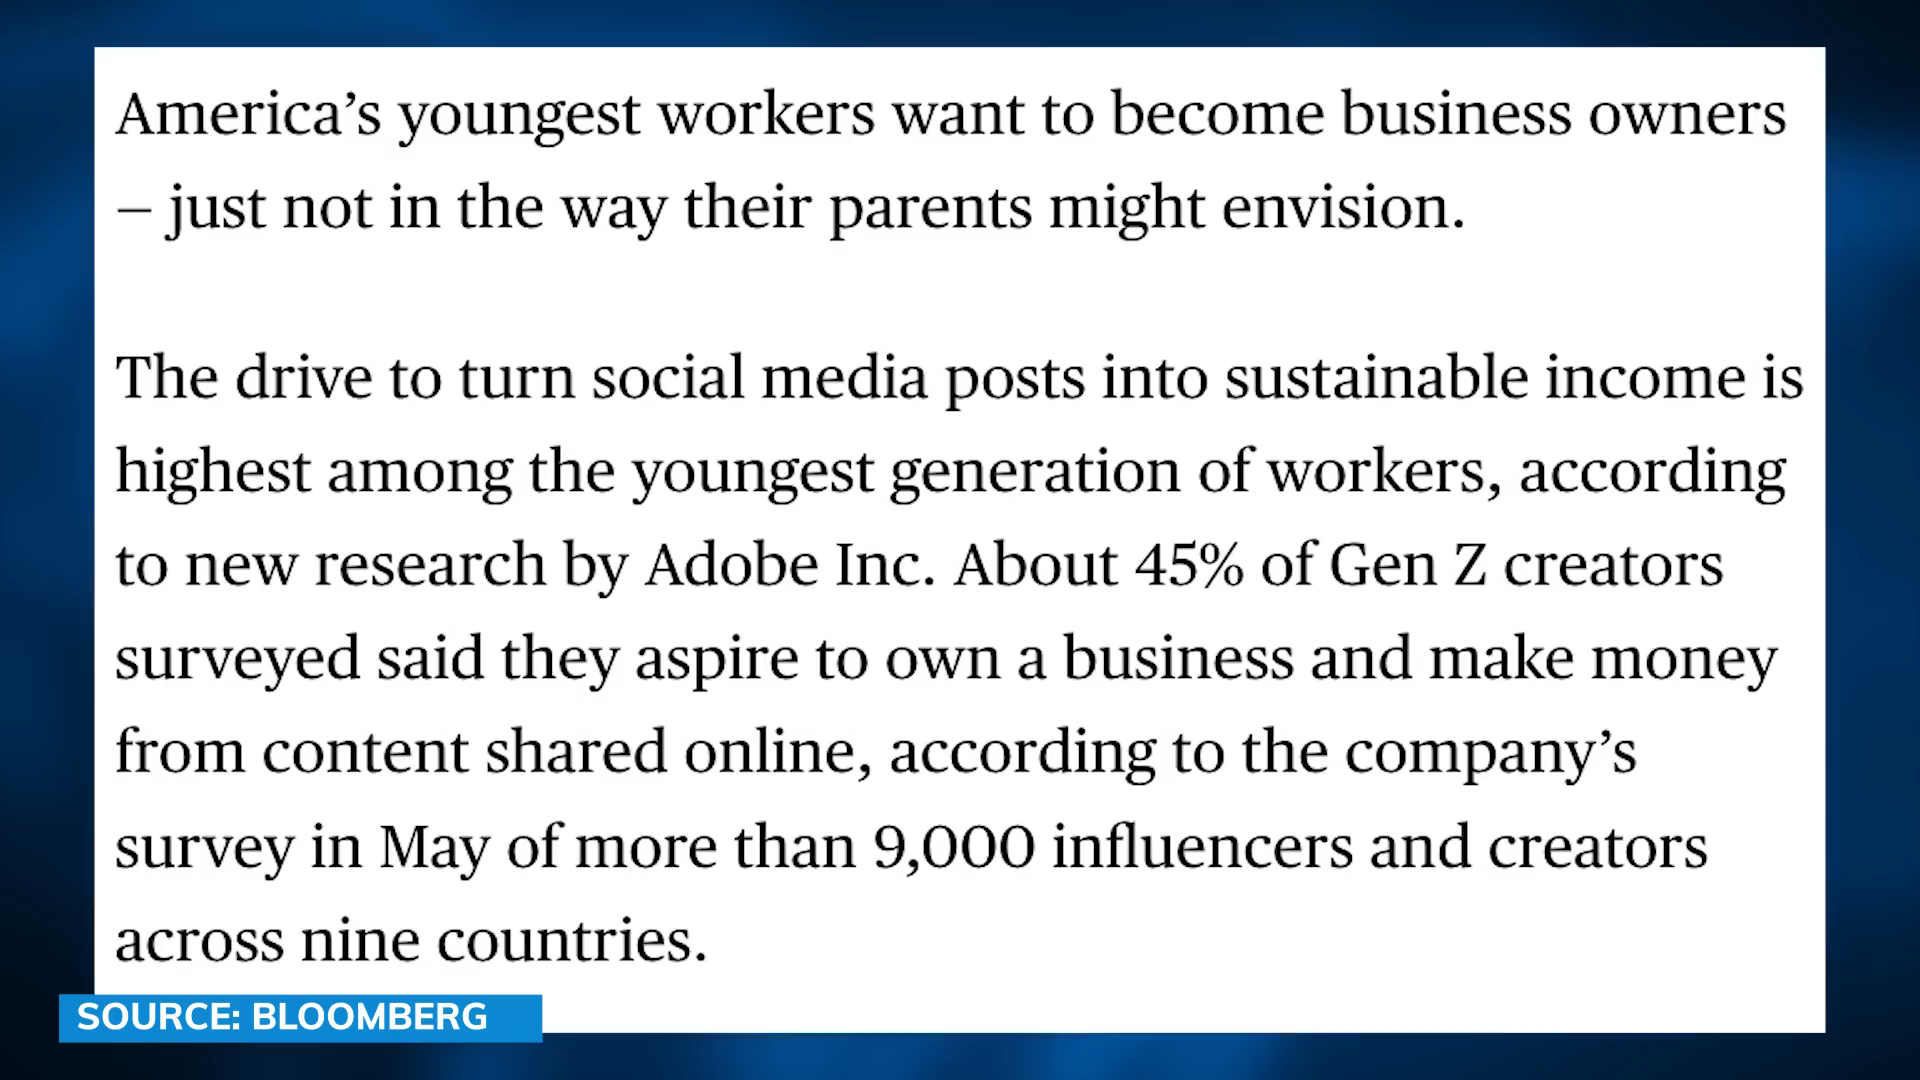 America’s youngest workers want to become business owners
– just not in the way their parents might envision.
The drive to turn social media posts into sustainable income is
highest among the youngest generation of workers, according
to new research by Adobe Inc. About 45% of Gen Z creators
surveyed said they aspire to own a business and make money
from content shared online, according to the company’s
survey in May of more than 9,000 influencers and creators
across nine countries.
SOURCE: BLOOMBERG